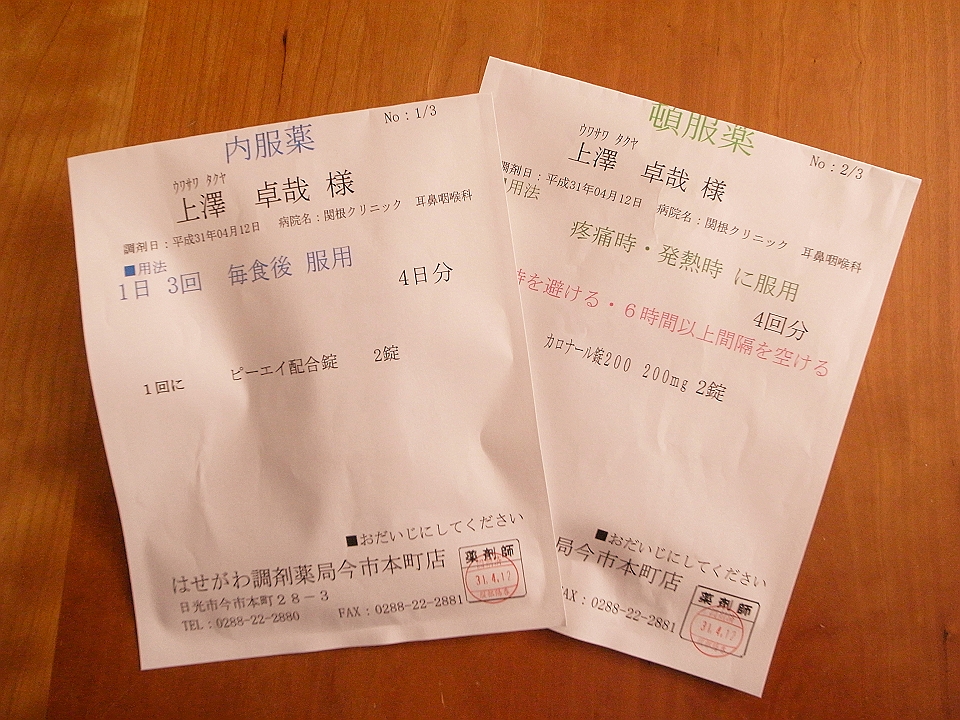 No：1/3
内服薬
ウワサワ タクヤ
上澤 卓哉 様
調剤日：平成31年04月12日 病院名：関根クリニック 耳鼻咽喉科
■用法
1日 3回 毎食後 服用 4日分
1回に ピーエイ配合錠 2錠
■おだいじにしてください
はせがわ調剤薬局今市本町店
日光市今市本町２８－３
TEL：0288-22-2880 FAX：0288-22-2881
薬剤師
31.4.12
No：2/3
頓服薬
ウワサワ タクヤ
上澤 卓哉 様
調剤日：平成31年04月12日 病院名：関根クリニック 耳鼻咽喉科
用法
疼痛時・発熱時 に服用
4回分
を避ける・６時間以上間隔を空ける
カロナール錠200 200mg 2錠
■おだいじにしてください
局今市本町店
AX：0288-22-2881
薬剤師
31.4.12